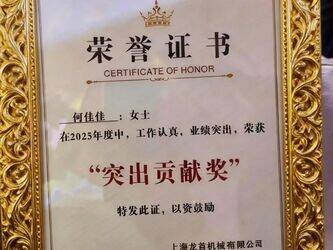 荣誉证书
CERTIFICATE OF HONOR
何佳佳 ：女士
在2025年度中，工作认真，业绩突出，荣获
“突出贡献奖”
特发此证，以资鼓励
上海龙首机械有限公司